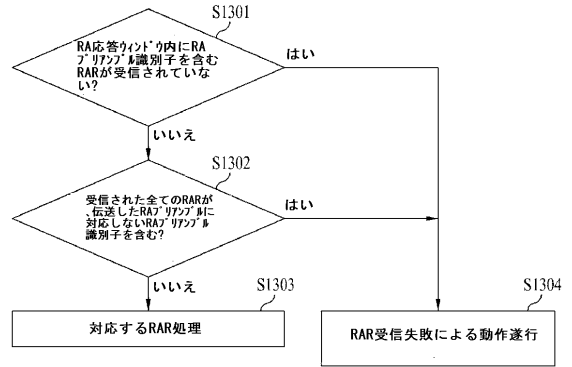 S1301
RA応答ｳｨﾝﾄﾞｳ内にRA
ﾌﾟﾘｱﾝﾌﾞﾙ識別子を含む
RARが受信されていな
い?
はい
いいえ
S1302
受信された全てのRARが
､伝送したRAﾌﾟﾘｱﾝﾌﾞﾙに
対応しないRAﾌﾟﾘｱﾝﾌﾞﾙ
識別子を含む?
はい
いいえ
S1303
対応するRAR処理
S1304
RAR受信失敗による動作遂行